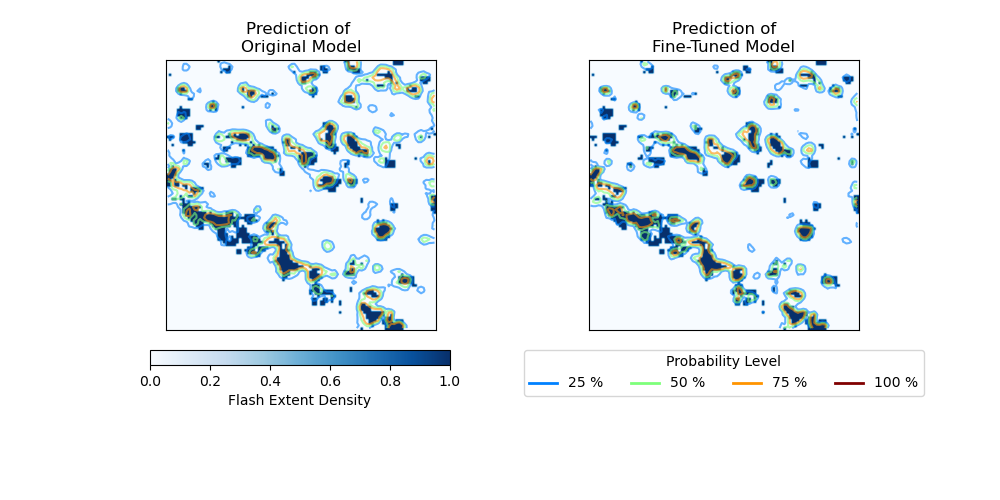 Prediction of
Original Model
Prediction of
Fine-Tuned Model
0.0 0.2 0.4 0.6 0.8 1.0
Flash Extent Density
Probability Level
25 % 50 % 75 % 100 %